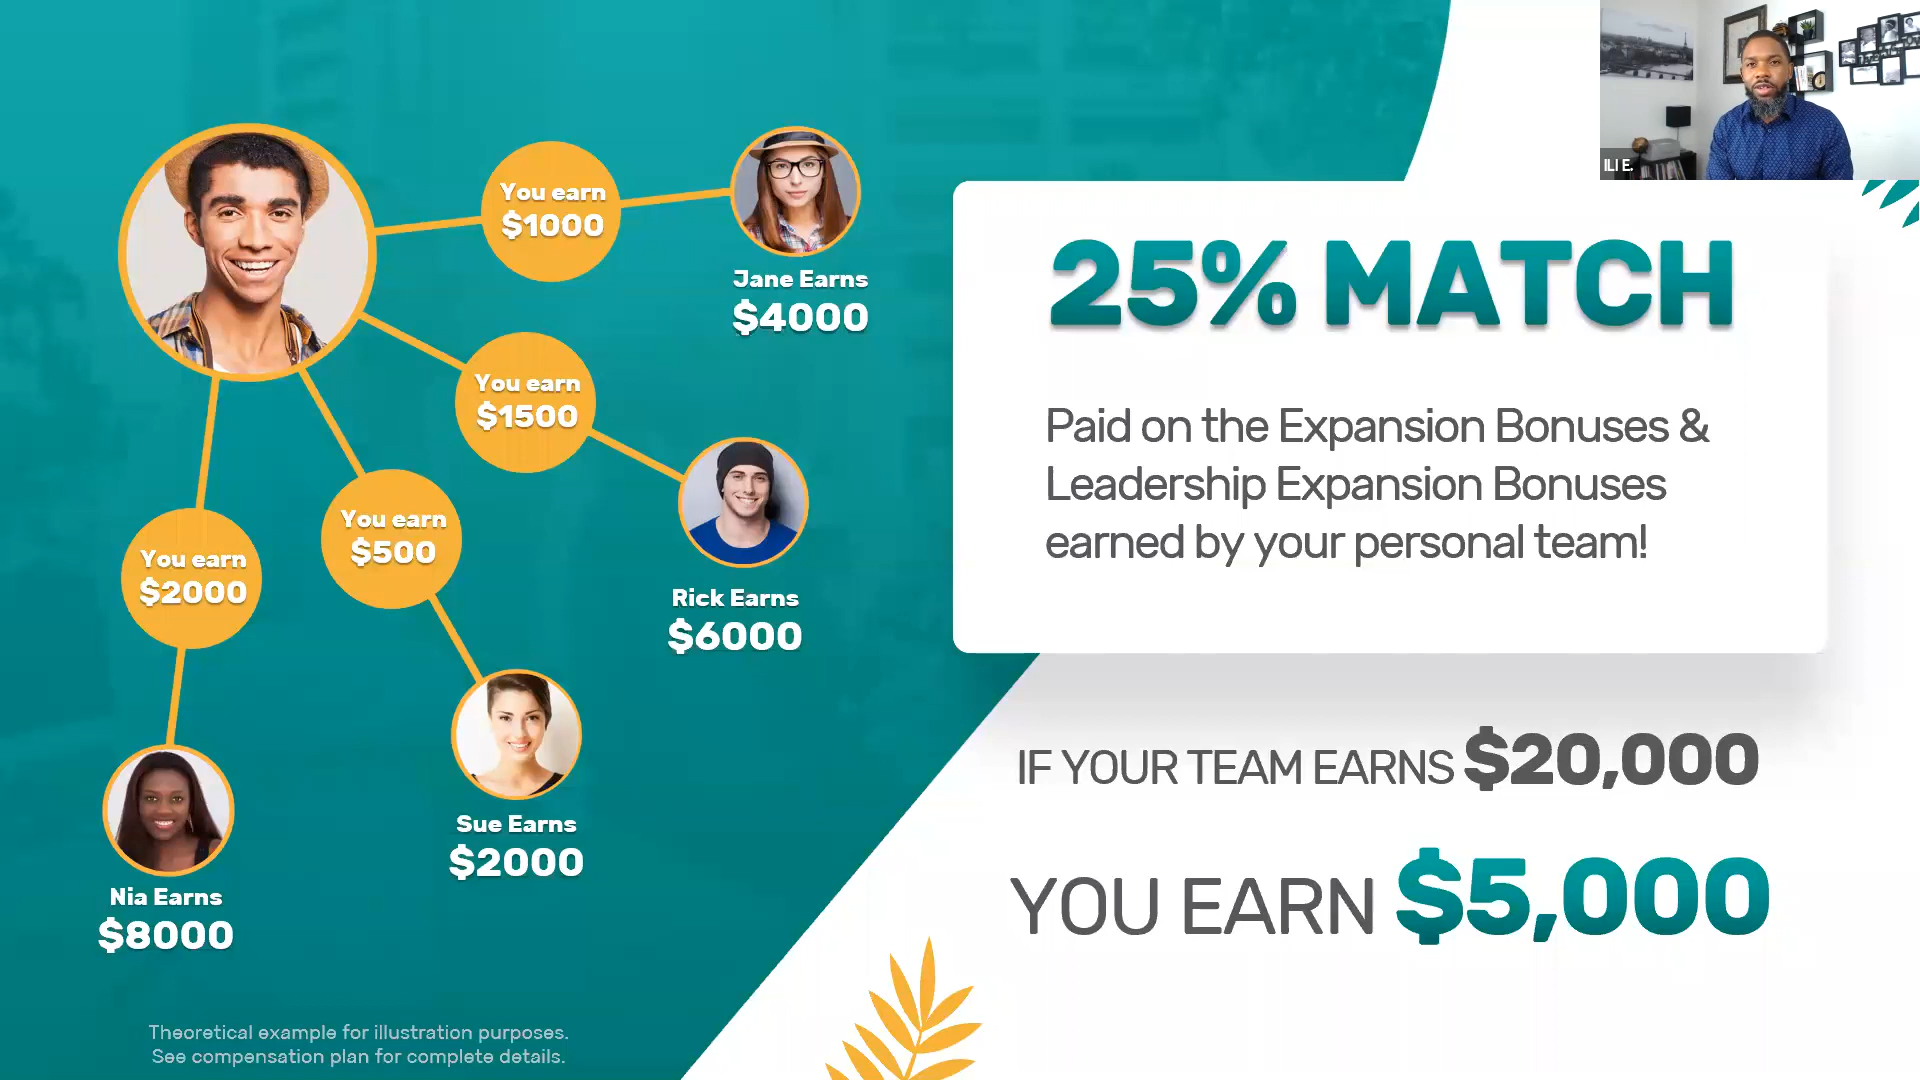 ILI E.
You earn
$1000
Jane Earns
$4000
You earn
$1500
Rick Earns
$6000
You earn
$500
Sue Earns
$2000
You earn
$2000
Nia Earns
$8000
Theoretical example for illustration purposes.
See compensation plan for complete details.
25% MATCH
Paid on the Expansion Bonuses &
Leadership Expansion Bonuses
earned by your personal team!
IF YOUR TEAM EARNS $20,000
YOU EARN $5,000